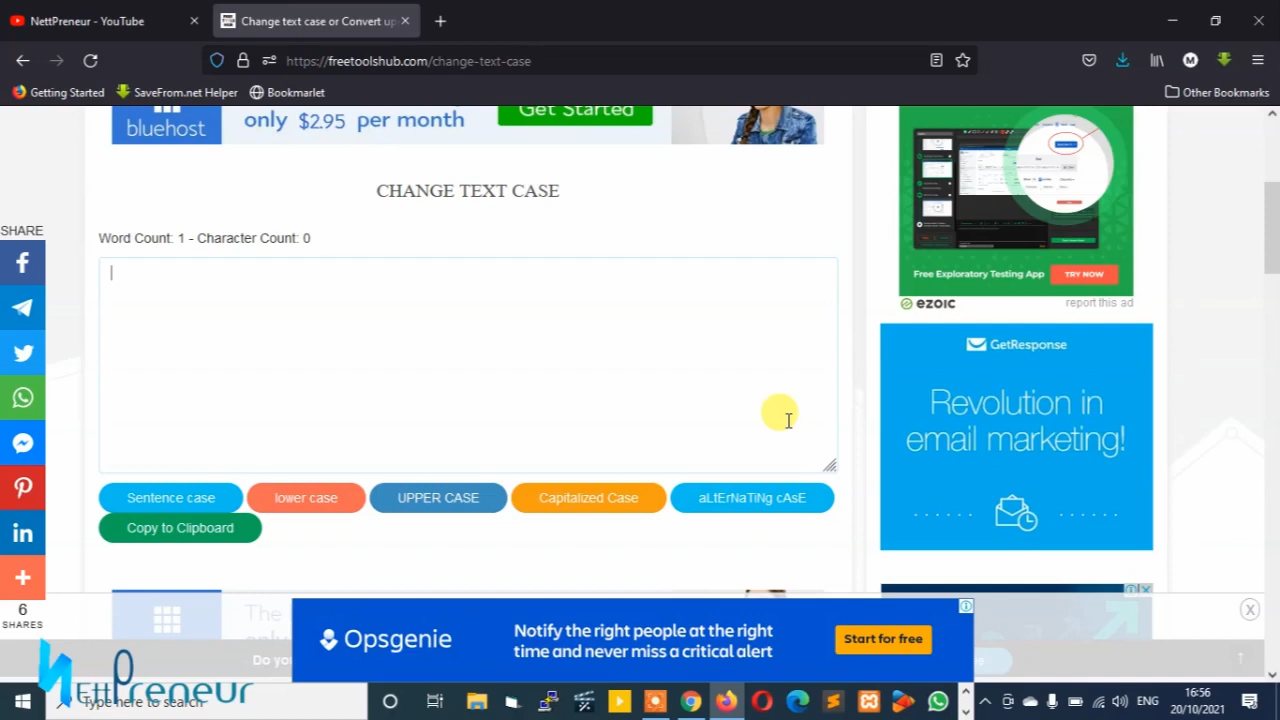 NettPreneur - YouTube
Change text case or Convert up
https://freetoolshub.com/change-text-case
Getting Started
SaveFrom.net Helper
Bookmarklet
Other Bookmarks
bluehost
only $2.95 per month
Get Started
CHANGE TEXT CASE
Word Count: 1 - Character Count: 0
SHARE
Sentence case
lower case
UPPER CASE
Capitalized Case
aLtErNaTiNg cAsE
Copy to Clipboard
6
SHARES
Free Exploratory Testing App
TRY NOW
EZOIC
report this ad
GetResponse
Revolution in
email marketing!
The
only
Opsgenie
Notify the right people at the right
time and never miss a critical alert
Start for free
Do you
NettPreneur
Type here to search
ENG
16:56
20/10/2021